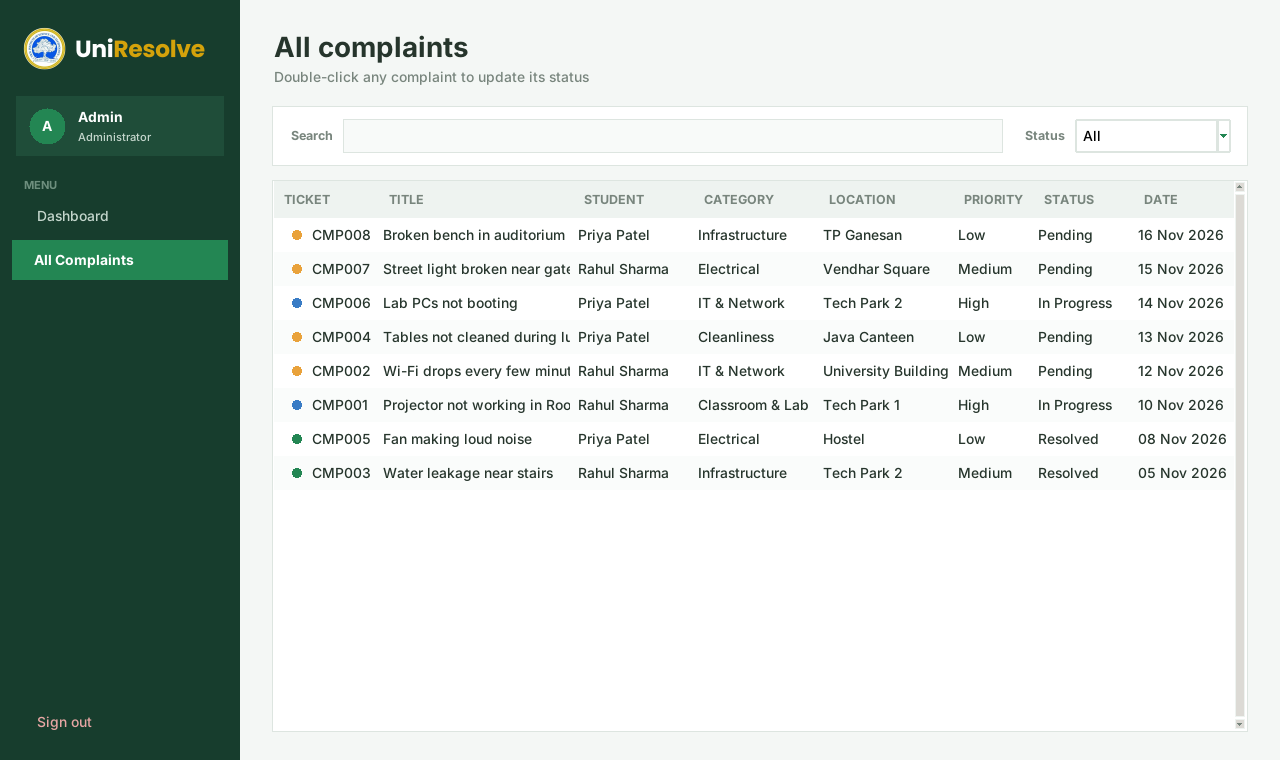 UniResolve
A
Admin
Administrator
MENU
Dashboard
All Complaints
Sign out
All complaints
Double-click any complaint to update its status
Search
Status All
TICKET TITLE STUDENT CATEGORY LOCATION PRIORITY STATUS DATE
CMP008 Broken bench in auditorium Priya Patel Infrastructure TP Ganesan Low Pending 16 Nov 2026
CMP007 Street light broken near gate Rahul Sharma Electrical Vendhar Square Medium Pending 15 Nov 2026
CMP006 Lab PCs not booting Priya Patel IT & Network Tech Park 2 High In Progress 14 Nov 2026
CMP004 Tables not cleaned during lu Priya Patel Cleanliness Java Canteen Low Pending 13 Nov 2026
CMP002 Wi-Fi drops every few minut Rahul Sharma IT & Network University Building Medium Pending 12 Nov 2026
CMP001 Projector not working in Roo Rahul Sharma Classroom & Lab Tech Park 1 High In Progress 10 Nov 2026
CMP005 Fan making loud noise Priya Patel Electrical Hostel Low Resolved 08 Nov 2026
CMP003 Water leakage near stairs Rahul Sharma Infrastructure Tech Park 2 Medium Resolved 05 Nov 2026